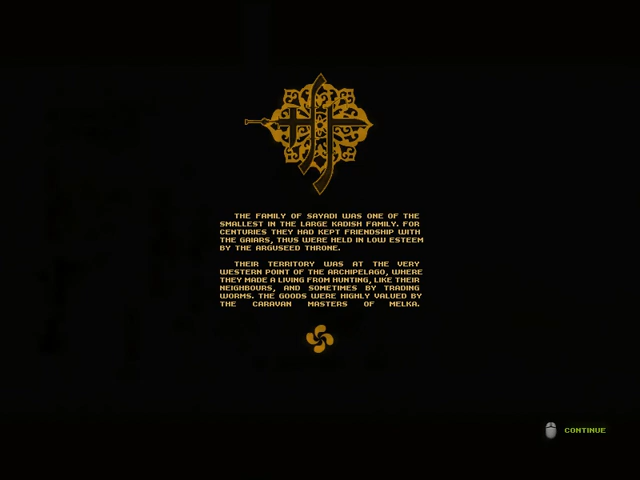 THE FAMILY OF SAYADI WAS ONE OF THE
SMALLEST IN THE LARGE KADISH FAMILY. FOR
CENTURIES THEY HAD KEPT FRIENDSHIP WITH
THE GAIARS, THUS WERE HELD IN LOW ESTEEM
BY THE ARGUSEED THRONE.
THEIR TERRITORY WAS AT THE VERY
WESTERN POINT OF THE ARCHIPELAGO, WHERE
THEY MADE A LIVING FROM HUNTING, LIKE THEIR
NEIGHBOURS, AND SOMETIMES BY TRADING
WORMS. THE GOODS WERE HIGHLY VALUED BY
THE CARAVAN MASTERS OF MELKA.
CONTINUE